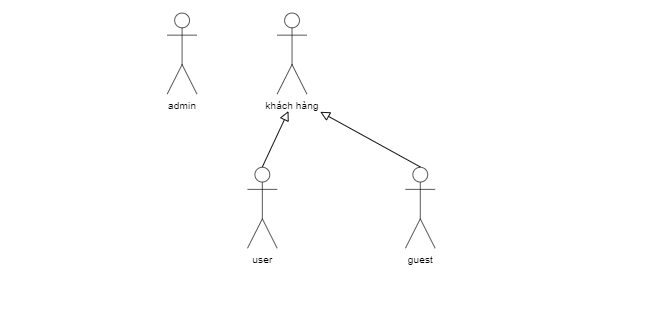 admin
khách hàng
user
guest